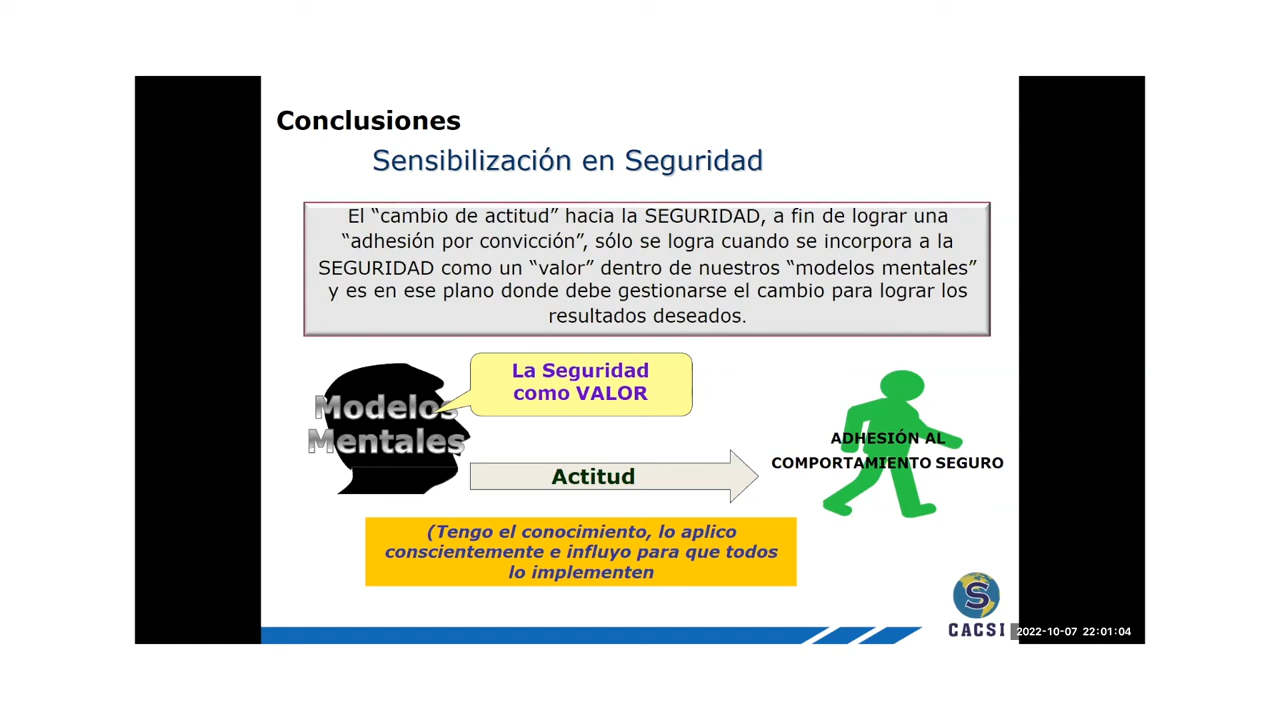 Conclusiones
Sensibilización en Seguridad
El “cambio de actitud” hacia la SEGURIDAD, a fin de lograr una
“adhesión por convicción”, sólo se logra cuando se incorpora a la
SEGURIDAD como un “valor” dentro de nuestros “modelos mentales”
y es en ese plano donde debe gestionarse el cambio para lograr los
resultados deseados.
La Seguridad
como VALOR
Modelos
Mentales
Actitud
ADHESIÓN AL
COMPORTAMIENTO SEGURO
(Tengo el conocimiento, lo aplico
conscientemente e influyo para que todos
lo implementen
S
CACSI
2022-10-07 22:01:04